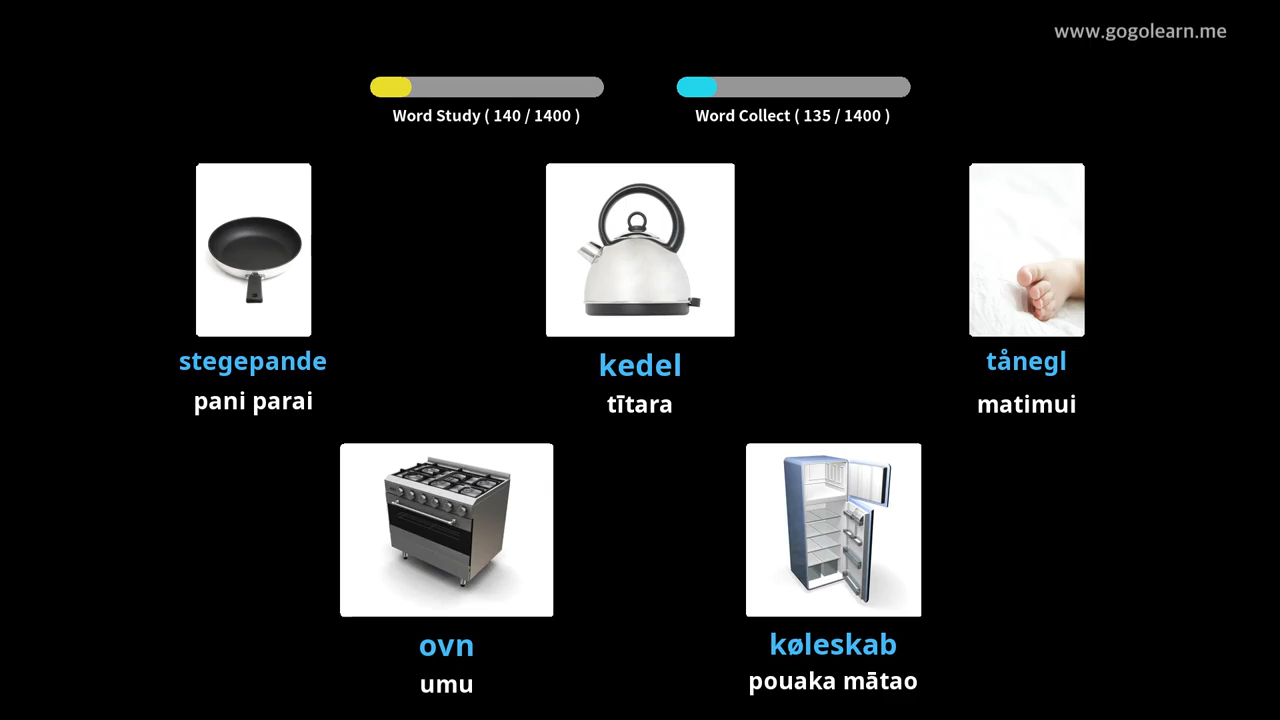 www.gogolearn.me
Word Study ( 140 / 1400 )
Word Collect ( 135 / 1400 )
stegepande
pani parai
kedel
tītara
tånegl
matimui
ovn
umu
køleskab
pouaka mātao